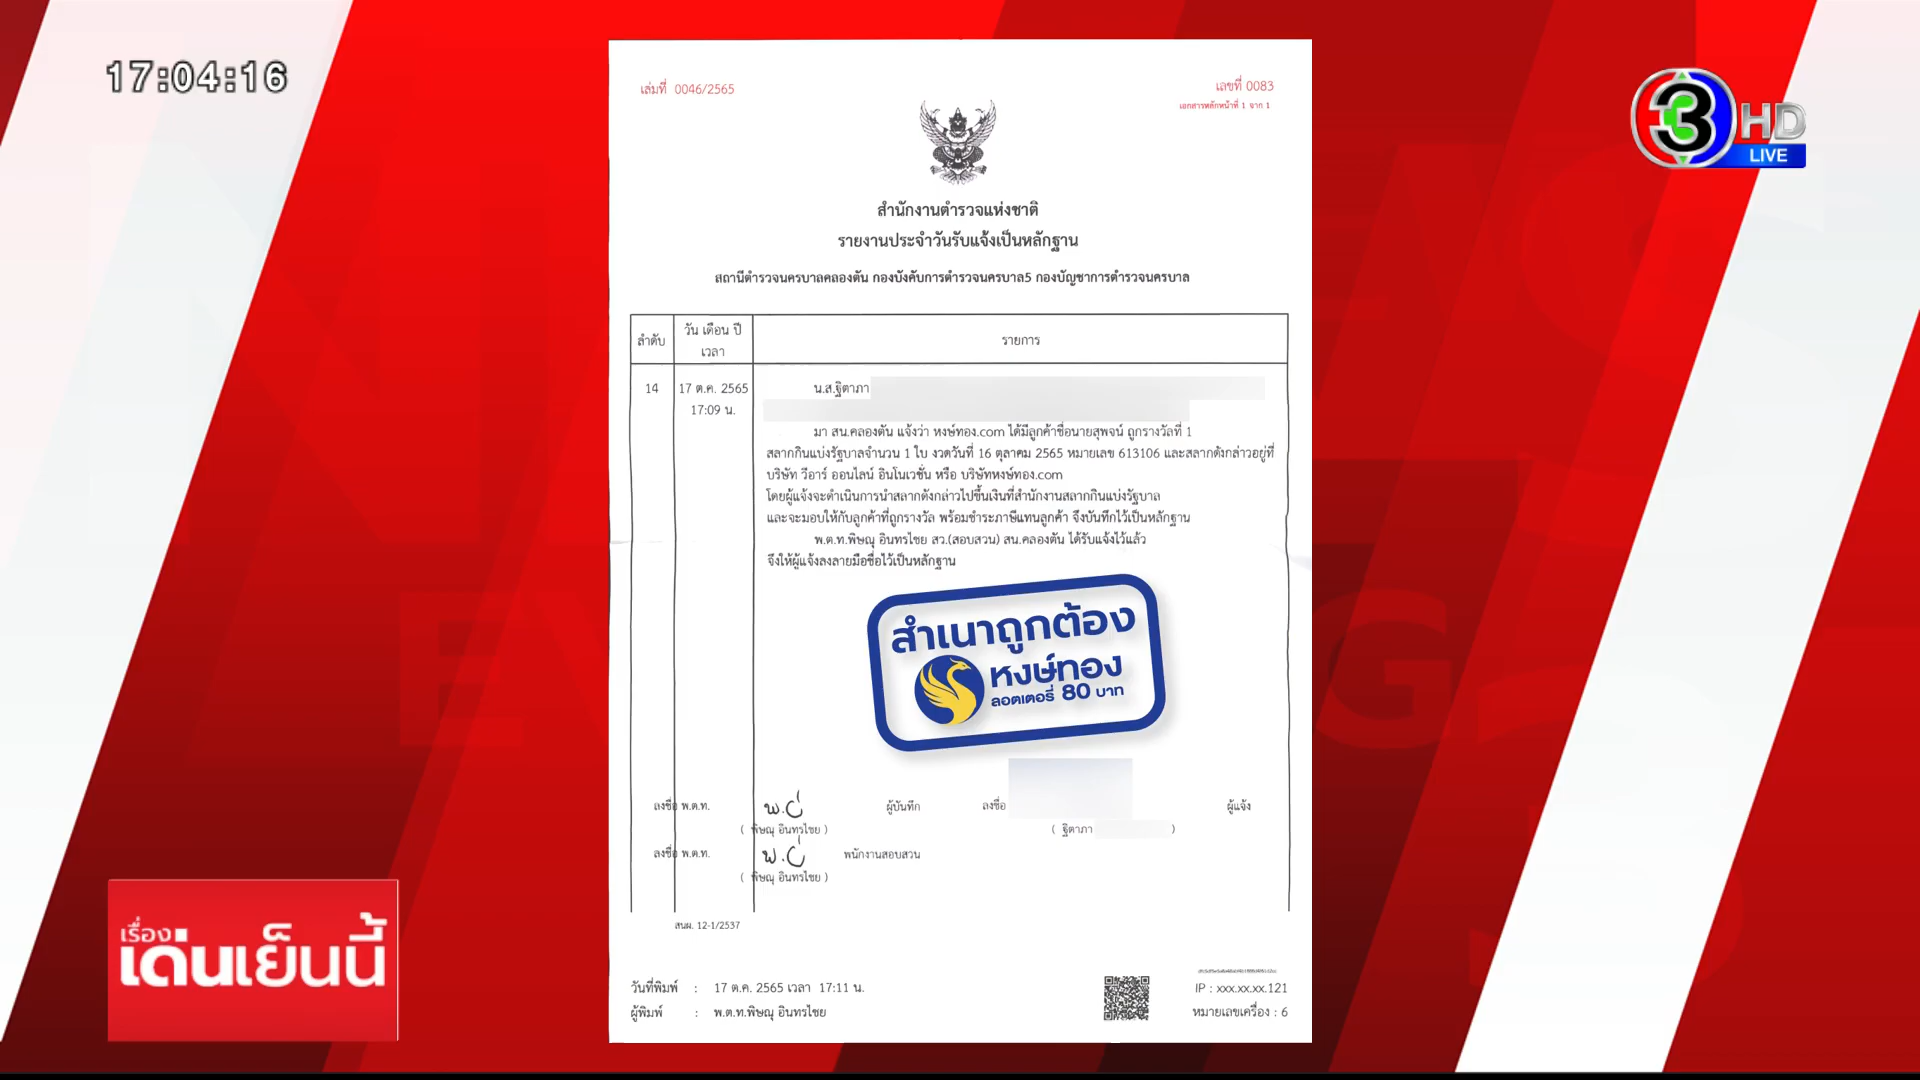 17:04:16
3 HD
LIVE
เล่มที่ 0046/2565
เลขที่ 0083
เอกสารหลักหน้าที่ 1 จาก 1
สำนักงานตำรวจแห่งชาติ
รายงานประจำวันรับแจ้งเป็นหลักฐาน
สถานีตำรวจนครบาลคลองตัน กองบังคับการตำรวจนครบาล5 กองบัญชาการตำรวจนครบาล
ลำดับ
วัน เดือน ปี
เวลา
รายการ
14
17 ต.ค. 2565
17:09 น.
น.ส.ฐิตาภา
มา สน.คลองตัน แจ้งว่า หงษ์ทอง.com ได้มีลูกค้าชื่อนายสุพจน์ ถูกรางวัลที่ 1
สลากกินแบ่งรัฐบาลจำนวน 1 ใบ งวดวันที่ 16 ตุลาคม 2565 หมายเลข 613106 และสลากดังกล่าวอยู่ที่
บริษัท วีอาร์ ออนไลน์ อินโนเวชั่น หรือ บริษัทหงษ์ทอง.com
โดยผู้แจ้งจะดำเนินการนำสลากดังกล่าวไปขึ้นเงินที่สำนักงานสลากกินแบ่งรัฐบาล
และจะมอบให้กับลูกค้าที่ถูกรางวัล พร้อมชำระภาษีแทนลูกค้า จึงบันทึกไว้เป็นหลักฐาน
พ.ต.ท.พิษณุ อินทรไชย สว.(สอบสวน) สน.คลองตัน ได้รับแจ้งไว้แล้ว
จึงให้ผู้แจ้งลงลายมือชื่อไว้เป็นหลักฐาน
สำเนาถูกต้อง
หงษ์ทอง
ลอตเตอรี่ 80 บาท
ลงชื่อ พ.ต.ท. ผู้บันทึก ลงชื่อ ผู้แจ้ง
( พิษณุ อินทรไชย ) ( ฐิตาภา )
ลงชื่อ พ.ต.ท. พนักงานสอบสวน
( พิษณุ อินทรไชย )
สนผ. 12-1/2537
วันที่พิมพ์ : 17 ต.ค. 2565 เวลา 17:11 น.
IP : xxx.xx.xx.121
ผู้พิมพ์ : พ.ต.ท.พิษณุ อินทรไชย
หมายเลขเครื่อง : 6
เรื่อง
เด่นเย็นนี้